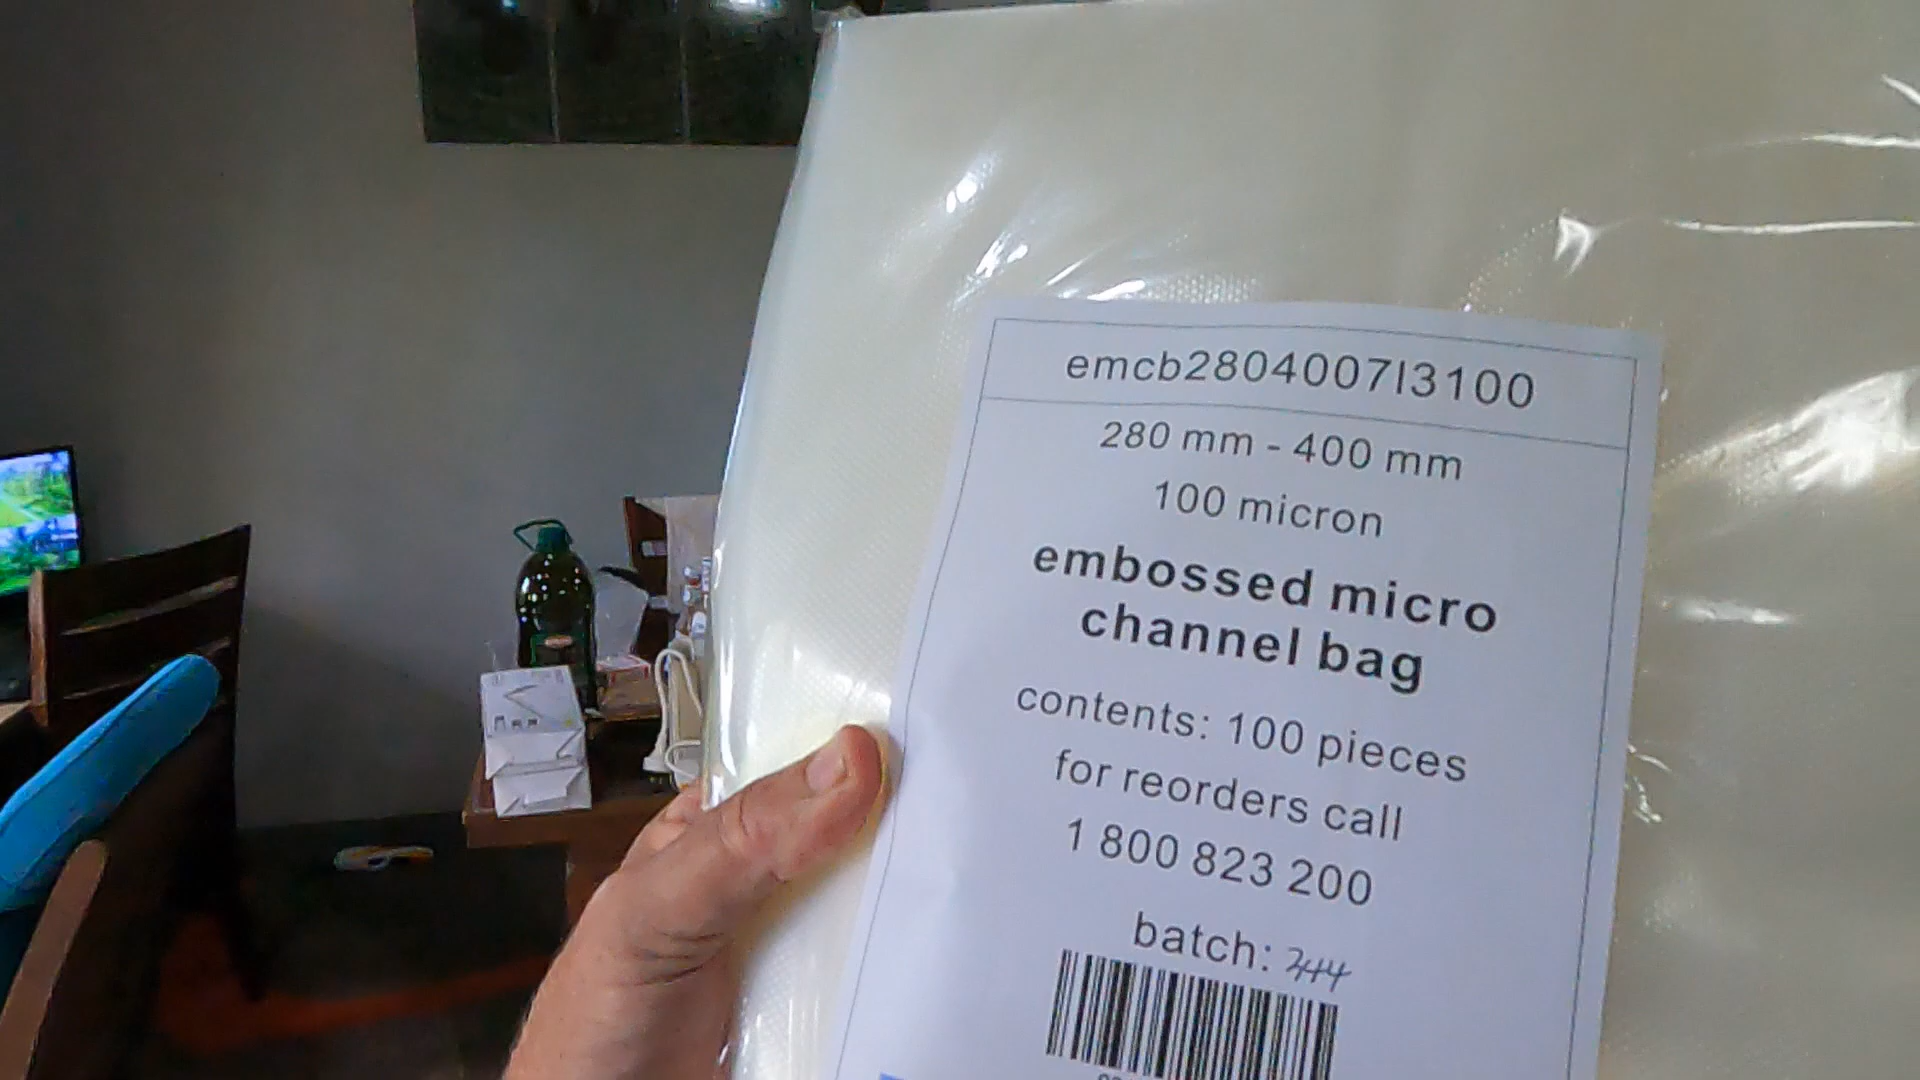 emcb2804007l3100
280 mm - 400 mm
100 micron
embossed micro
channel bag
contents: 100 pieces
for reorders call
1 800 823 200
batch: 344